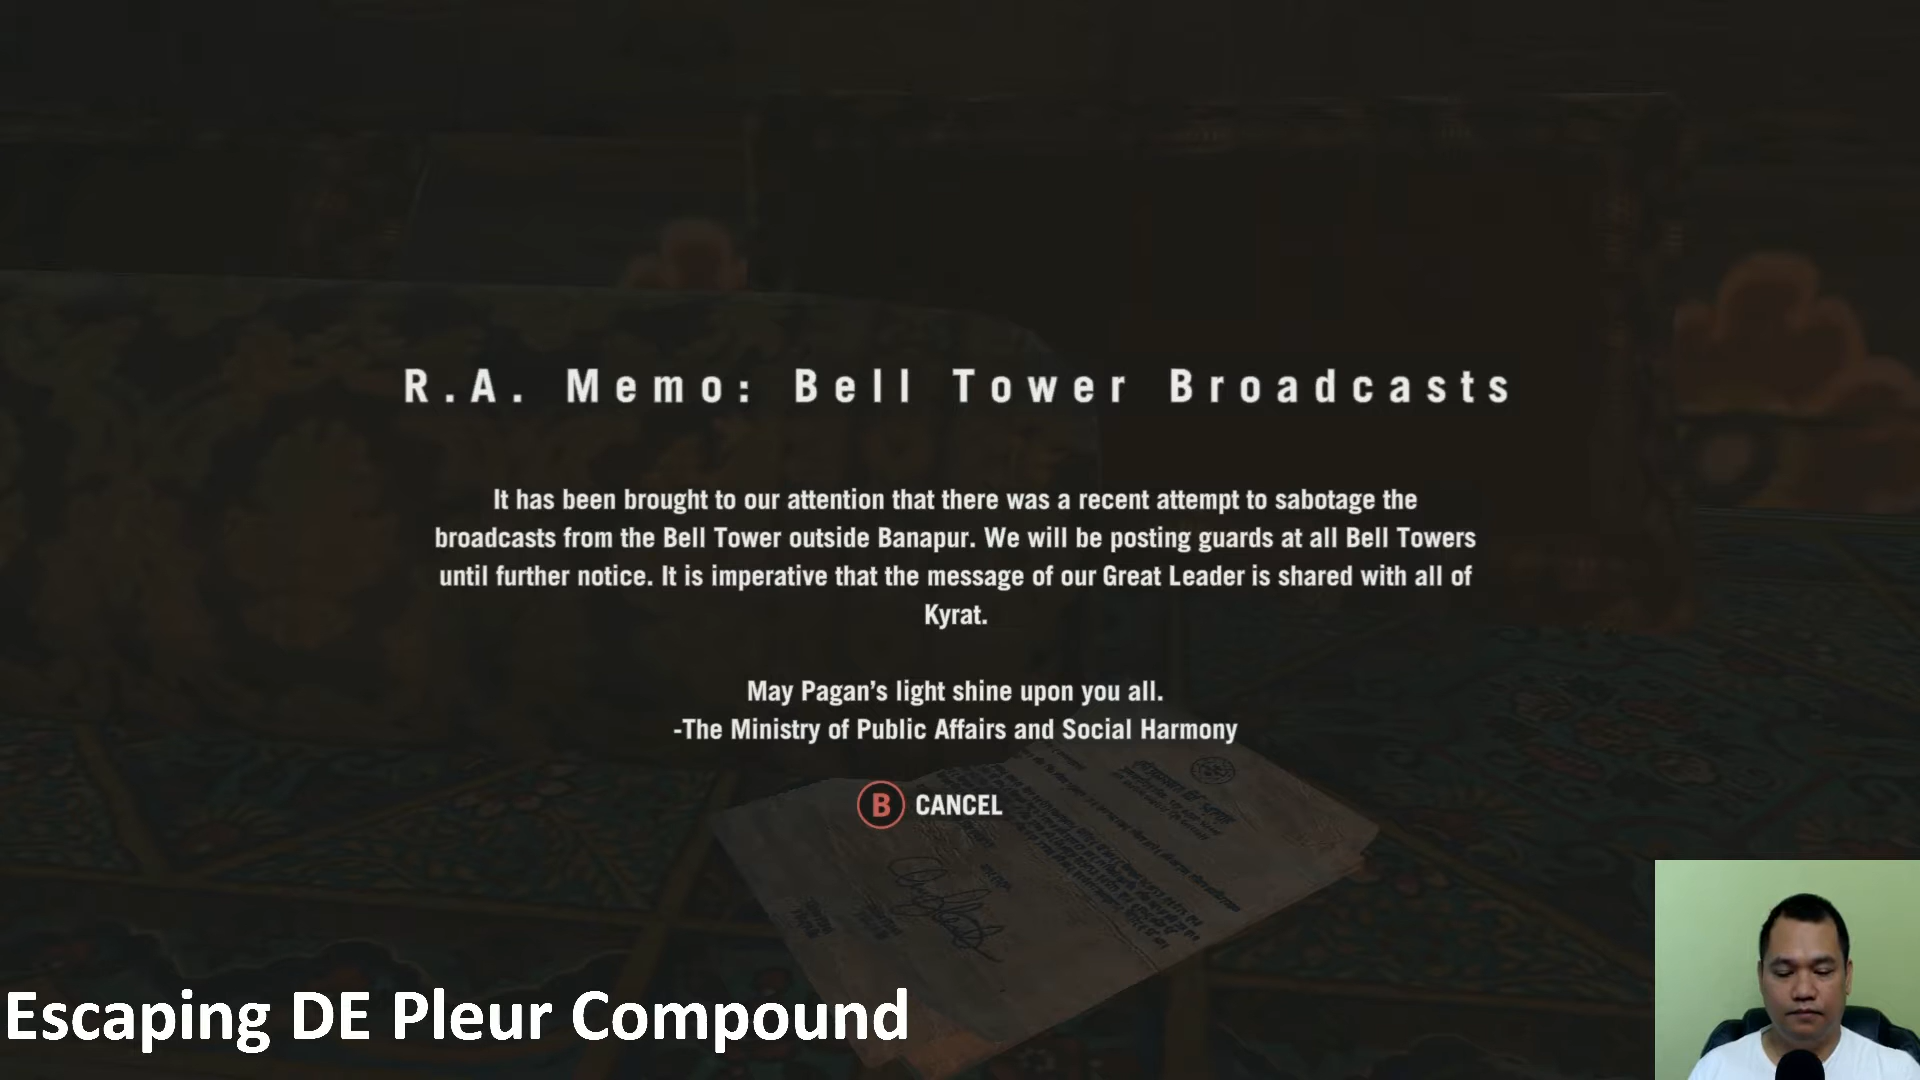 R.A. Memo: Bell Tower Broadcasts
It has been brought to our attention that there was a recent attempt to sabotage the
broadcasts from the Bell Tower outside Banapur. We will be posting guards at all Bell Towers
until further notice. It is imperative that the message of our Great Leader is shared with all of
Kyrat.
May Pagan’s light shine upon you all.
-The Ministry of Public Affairs and Social Harmony
B CANCEL
Escaping DE Pleur Compound